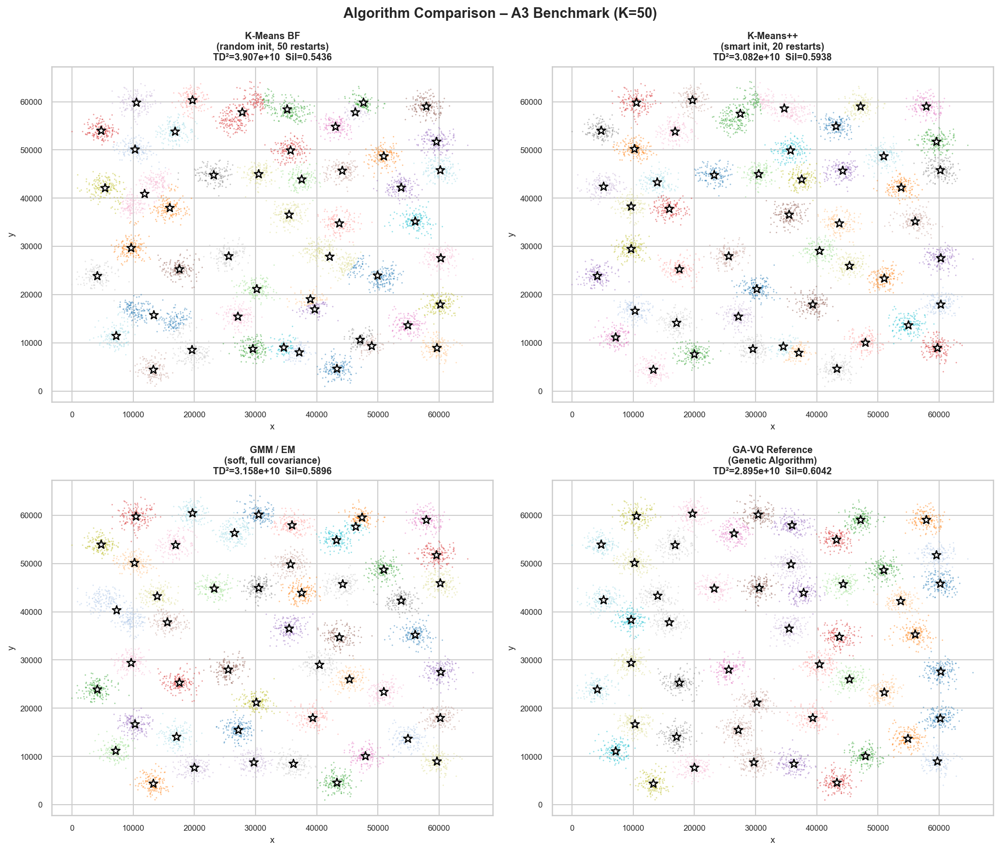 Algorithm Comparison – A3 Benchmark (K=50)
K-Means BF
(random init, 50 restarts)
TD²=3.907e+10  Sil=0.5436
60000
50000
40000
30000
20000
10000
0
y
0 10000 20000 30000 40000 50000 60000
x
K-Means++
(smart init, 20 restarts)
TD²=3.082e+10  Sil=0.5938
60000
50000
40000
30000
20000
10000
0
y
0 10000 20000 30000 40000 50000 60000
x
GMM / EM
(soft, full covariance)
TD²=3.158e+10  Sil=0.5896
60000
50000
40000
30000
20000
10000
0
y
0 10000 20000 30000 40000 50000 60000
x
GA-VQ Reference
(Genetic Algorithm)
TD²=2.895e+10  Sil=0.6042
60000
50000
40000
30000
20000
10000
0
y
0 10000 20000 30000 40000 50000 60000
x